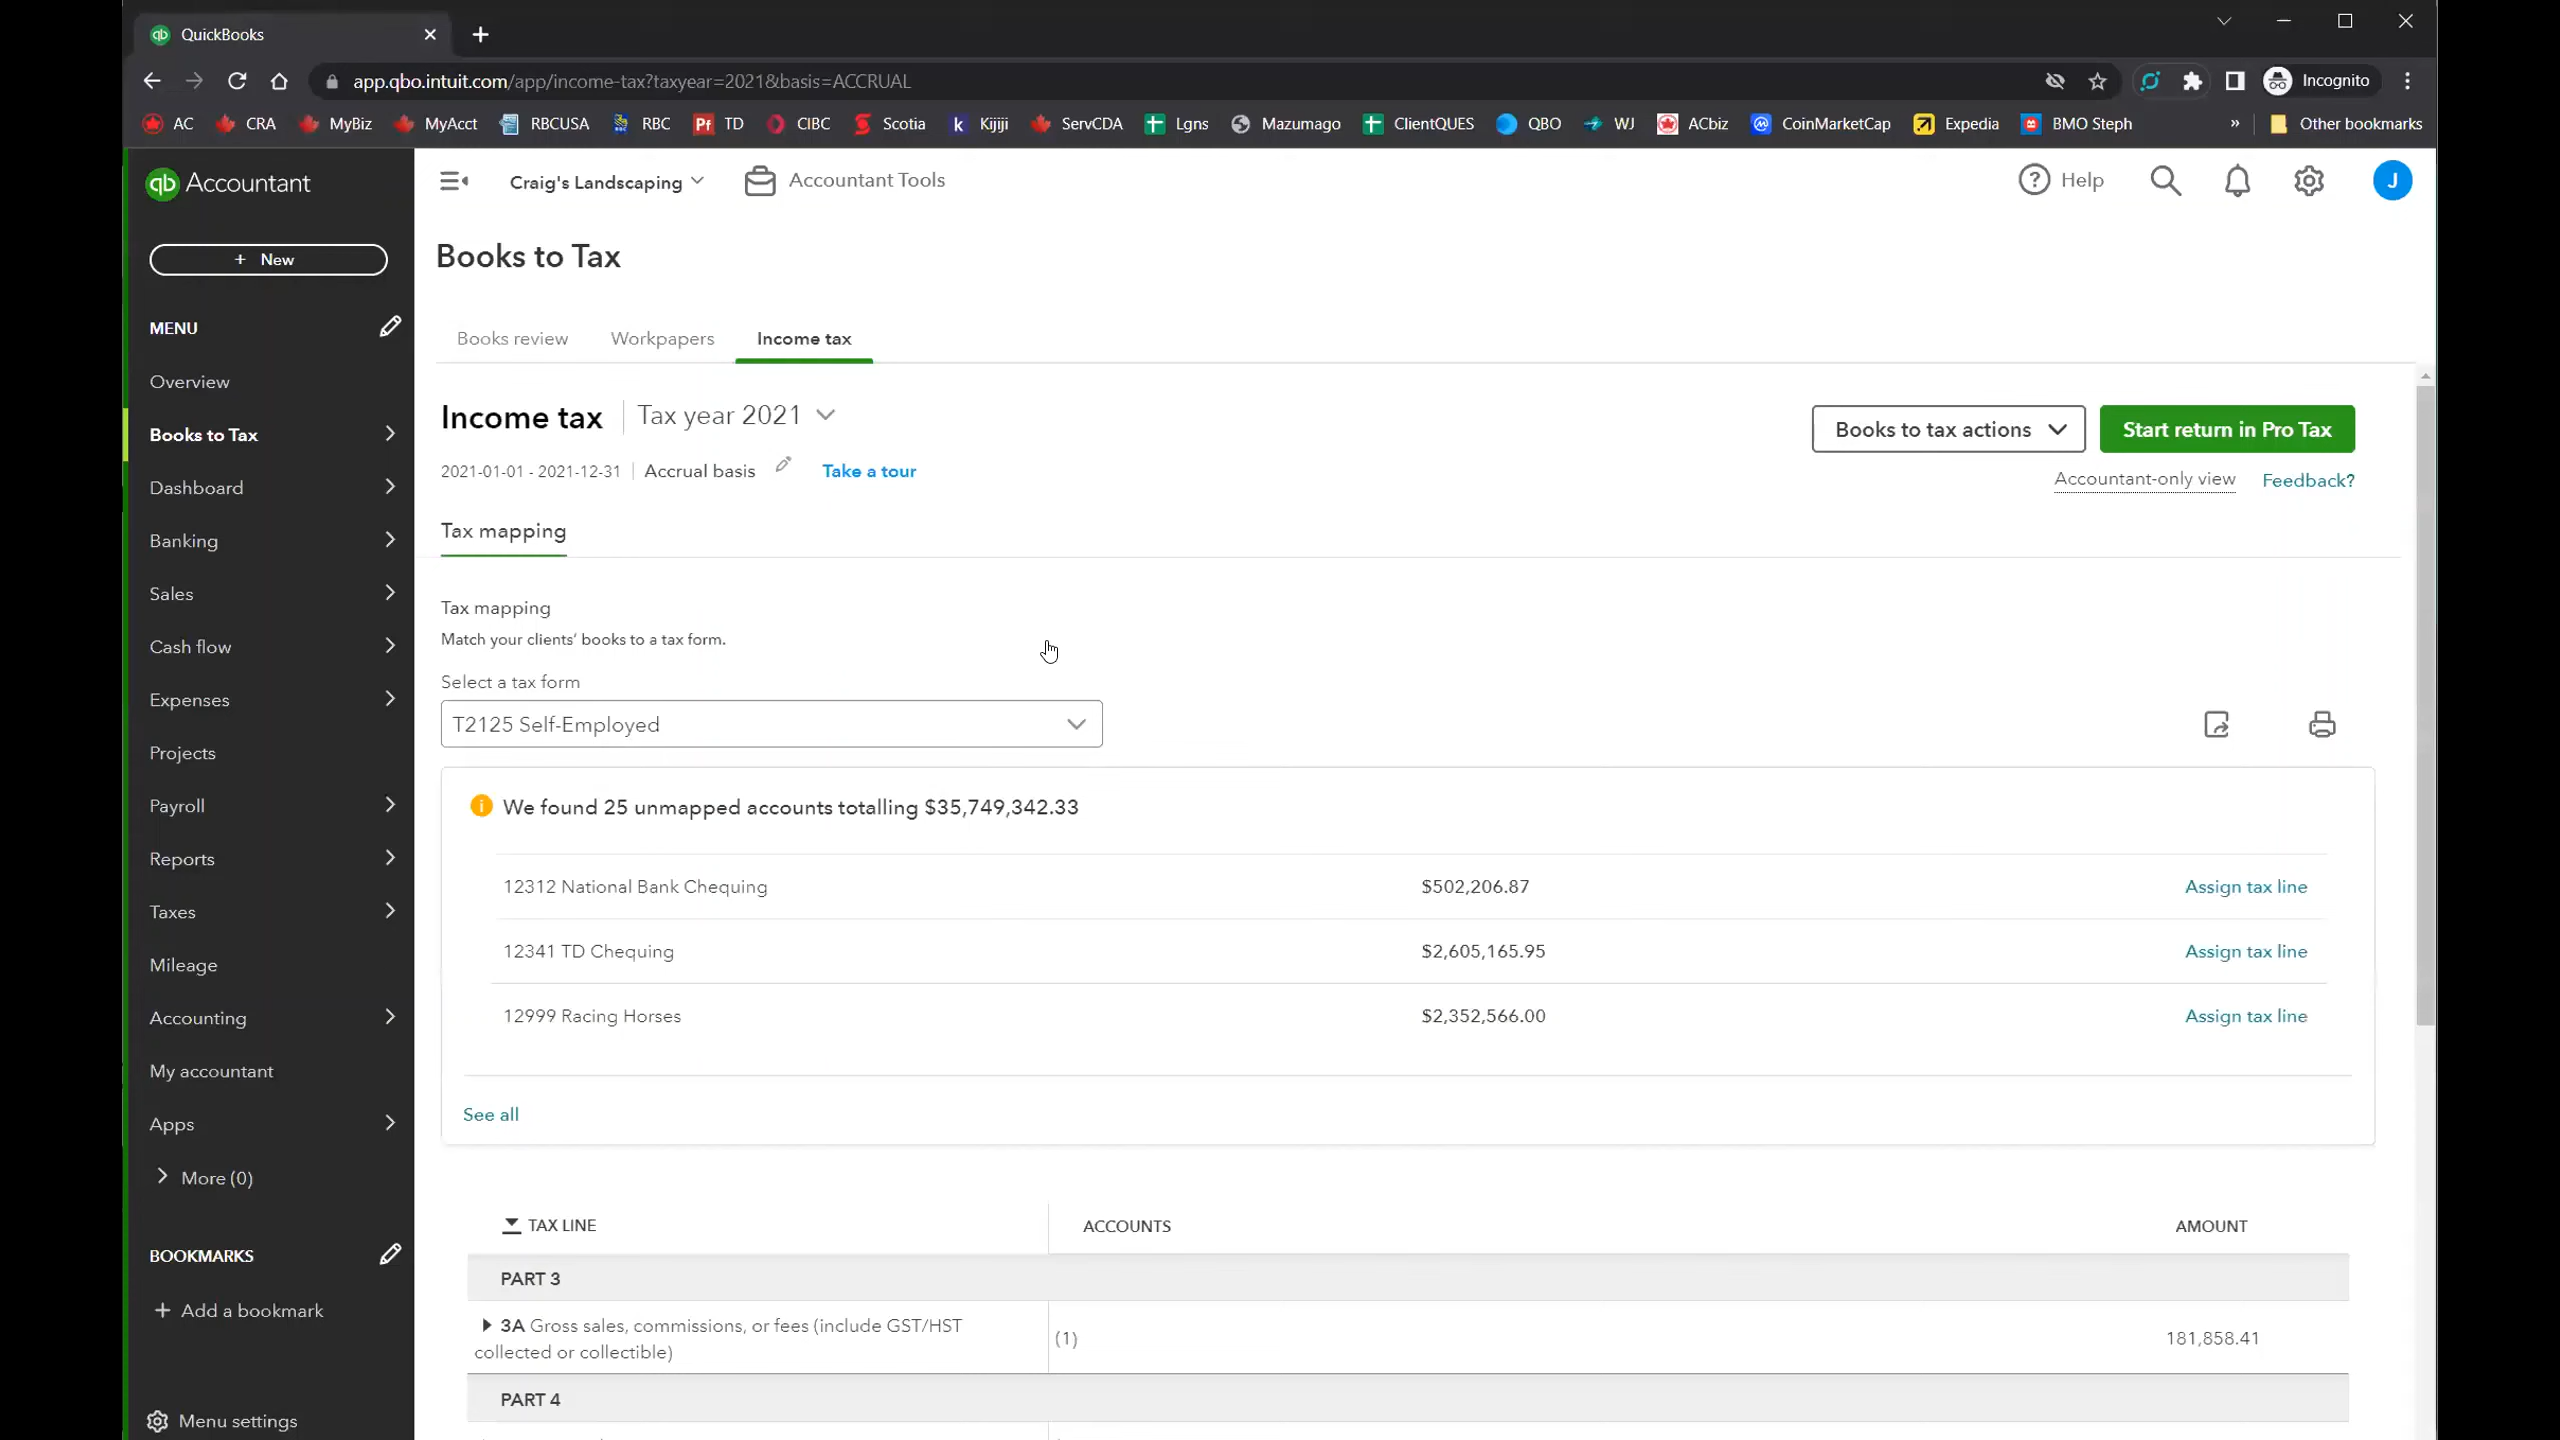 QuickBooks
app.qbo.intuit.com/app/income-tax?taxyear=2021&basis=ACCRUAL
Incognito
AC CRA MyBiz MyAcct RBCUSA RBC Pf TD CIBC Scotia k Kijiji ServCDA Lgns Mazumago ClientQUES QBO WJ ACbiz CoinMarketCap Expedia BMO Steph » Other bookmarks
qb Accountant
Craig's Landscaping
Accountant Tools
? Help
J
+ New
Books to Tax
MENU
Books review Workpapers Income tax
Overview
Books to Tax
Dashboard
Banking
Sales
Cash flow
Expenses
Projects
Payroll
Reports
Taxes
Mileage
Accounting
My accountant
Apps
More (0)
BOOKMARKS
+ Add a bookmark
Menu settings
Income tax
Tax year 2021
Books to tax actions
Start return in Pro Tax
2021-01-01 - 2021-12-31 | Accrual basis
Take a tour
Accountant-only view
Feedback?
Tax mapping
Tax mapping
Match your clients' books to a tax form.
Select a tax form
T2125 Self-Employed
We found 25 unmapped accounts totalling $35,749,342.33
12312 National Bank Chequing $502,206.87 Assign tax line
12341 TD Chequing $2,605,165.95 Assign tax line
12999 Racing Horses $2,352,566.00 Assign tax line
See all
TAX LINE ACCOUNTS AMOUNT
PART 3
3A Gross sales, commissions, or fees (include GST/HST
collected or collectible)
(1) 181,858.41
PART 4